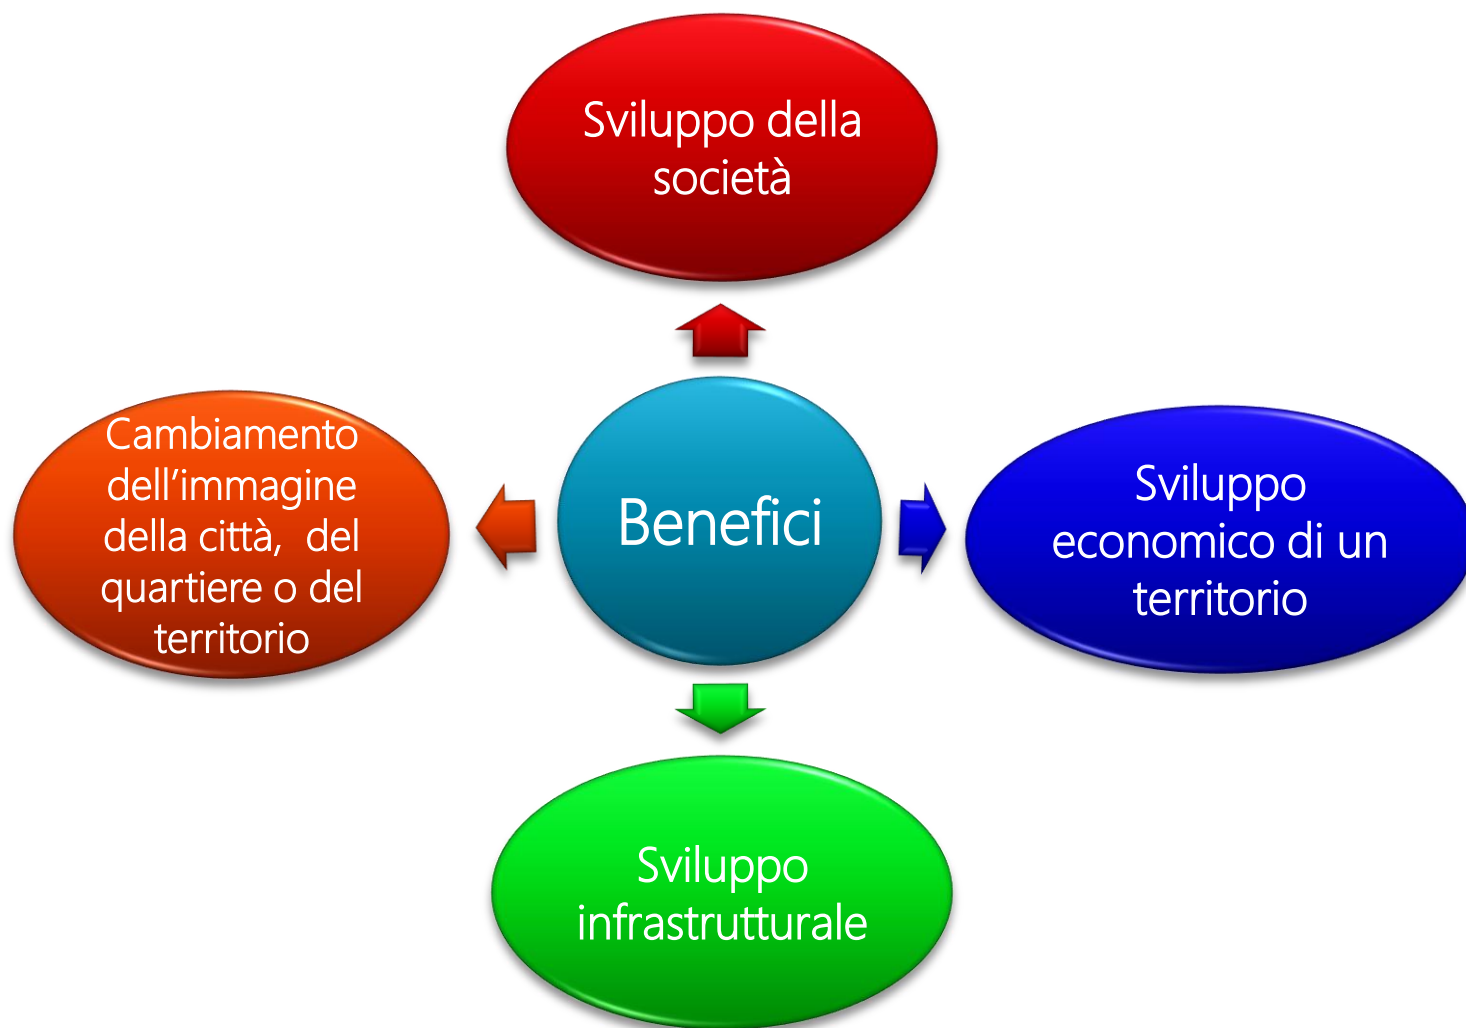 Sviluppo della
società
Cambiamento
dell’immagine
della città,  del
quartiere o del
territorio
Benefici
Sviluppo
economico di un
territorio
Sviluppo
infrastrutturale